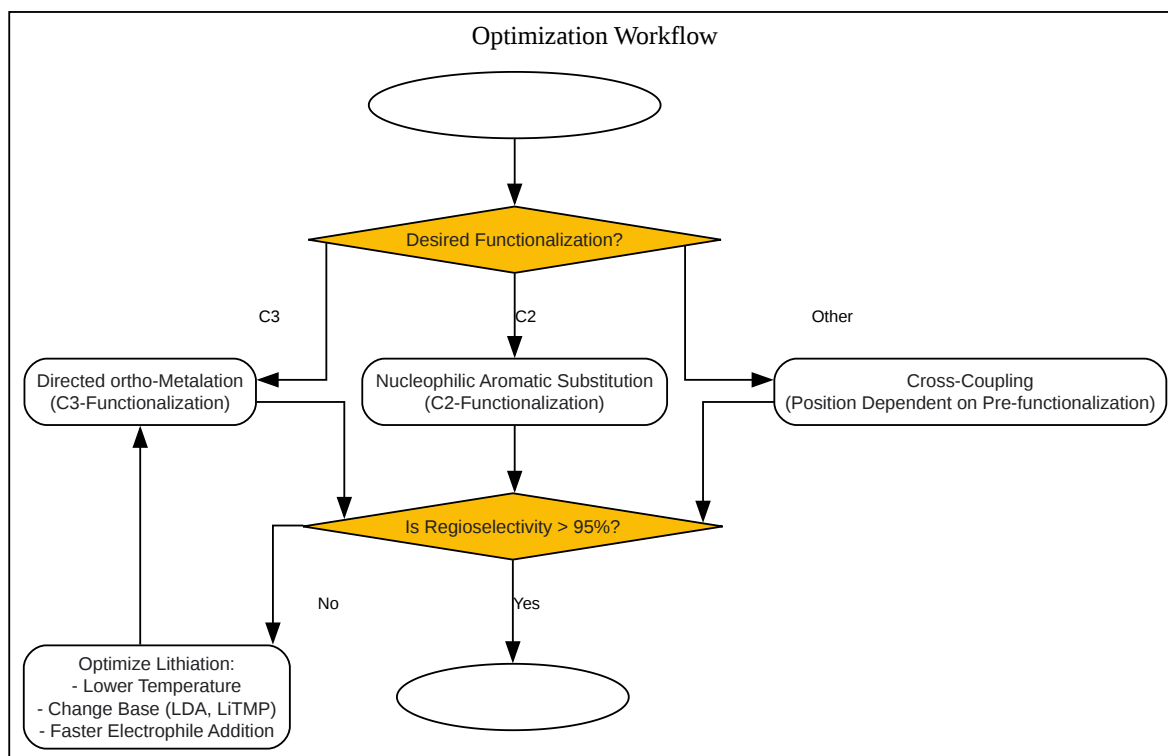 Optimization Workflow
Desired Functionalization?
C3
C2
Other
Directed ortho-Metalation
(C3-Functionalization)
Nucleophilic Aromatic Substitution
(C2-Functionalization)
Cross-Coupling
(Position Dependent on Pre-functionalization)
Is Regioselectivity > 95%?
No
Yes
Optimize Lithiation:
- Lower Temperature
- Change Base (LDA, LiTMP)
- Faster Electrophile Addition